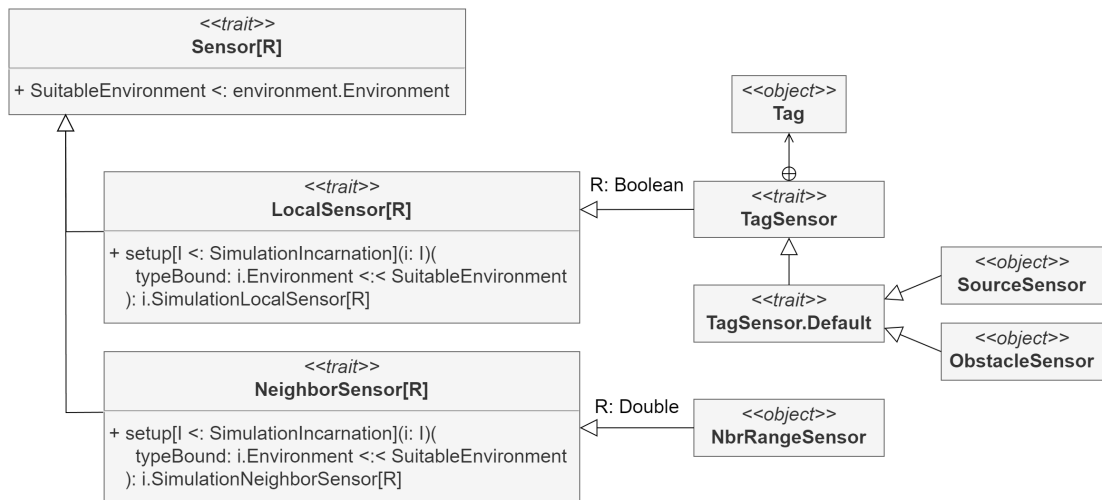 <<trait>>
Sensor[R]
+ SuitableEnvironment <: environment.Environment
<<object>>
Tag
<<trait>>
LocalSensor[R]
+ setup[I <: SimulationIncarnation](i: I)(
typeBound: i.Environment <:< SuitableEnvironment
): i.SimulationLocalSensor[R]
R: Boolean
<<trait>>
TagSensor
<<trait>>
TagSensor.Default
<<object>>
SourceSensor
<<object>>
ObstacleSensor
<<trait>>
NeighborSensor[R]
+ setup[I <: SimulationIncarnation](i: I)(
typeBound: i.Environment <:< SuitableEnvironment
): i.SimulationNeighborSensor[R]
R: Double
<<object>>
NbrRangeSensor